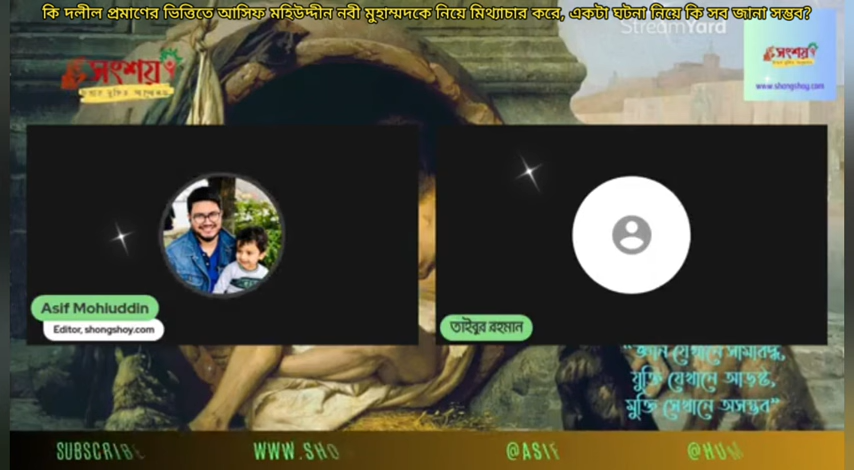 কি দলীল প্রমাণের ভিত্তিতে আসিফ মহিউদ্দীন নবী মুহাম্মদকে নিয়ে মিথ্যাচার করে, একটা ঘটনা নিয়ে কি সব জানা সম্ভব?
StreamYard
সংশয়
সংশয়
www.shongshoy.com
Asif Mohiuddin
Editor, shongshoy.com
তাইবুর রহমান
“জ্ঞান যেখানে সীমাবদ্ধ,
যুক্তি যেখানে আড়ষ্ট,
মুক্তি সেখানে অসম্ভব”
SUBSCRIBE
WWW.SHO
@ASIF
@HUM